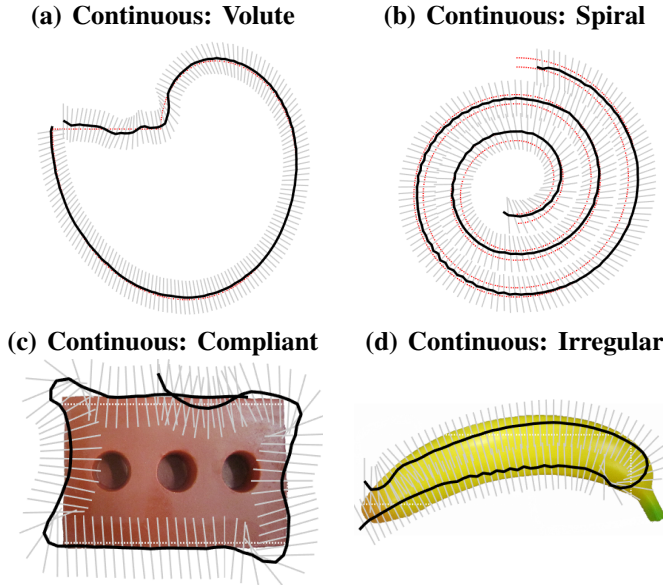 (a) Continuous: Volute
(b) Continuous: Spiral
(c) Continuous: Compliant
(d) Continuous: Irregular